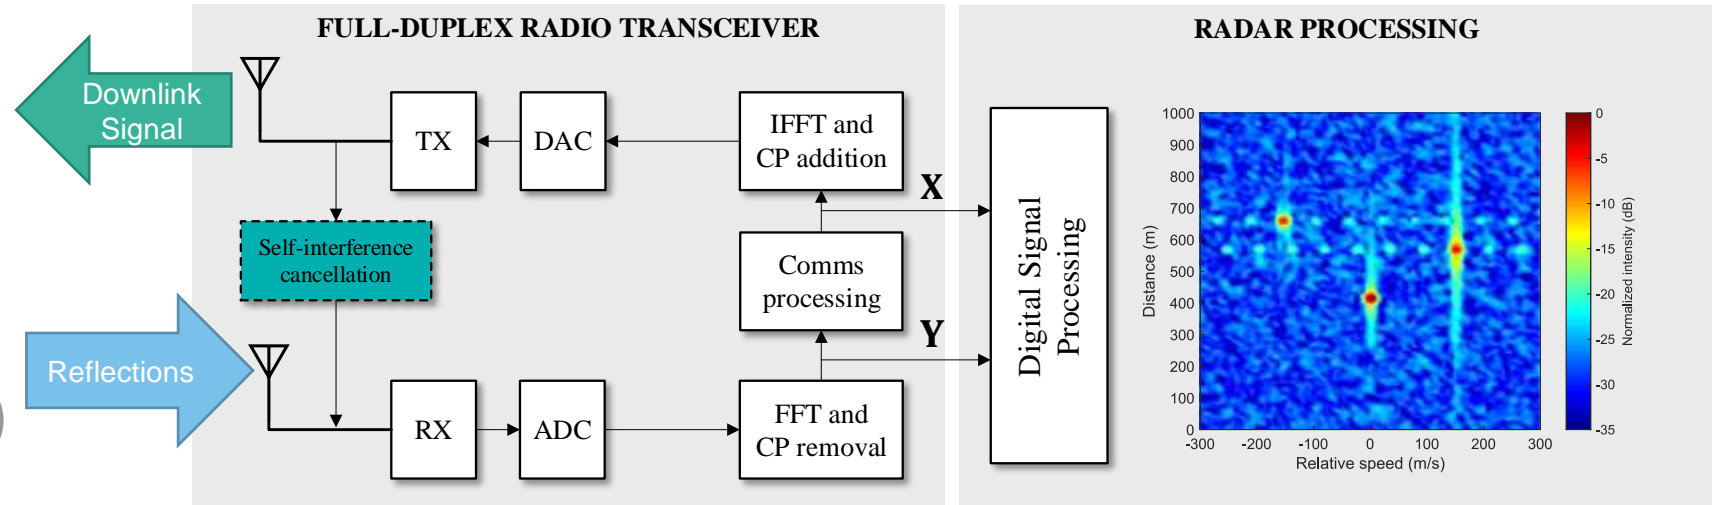 FULL-DUPLEX RADIO TRANSCEIVER
RADAR PROCESSING
Downlink
Signal
TX
DAC
IFFT and
CP addition
X
Self-interference
cancellation
Comms
processing
Digital Signal
Processing
Y
Reflections
RX
ADC
FFT and
CP removal
1000
900
800
700
600
500
400
300
200
100
0
Distance (m)
-300
-200
-100
0
100
200
300
Relative speed (m/s)
0
-5
-10
-15
-20
-25
-30
-35
Normalized intensity (dB)